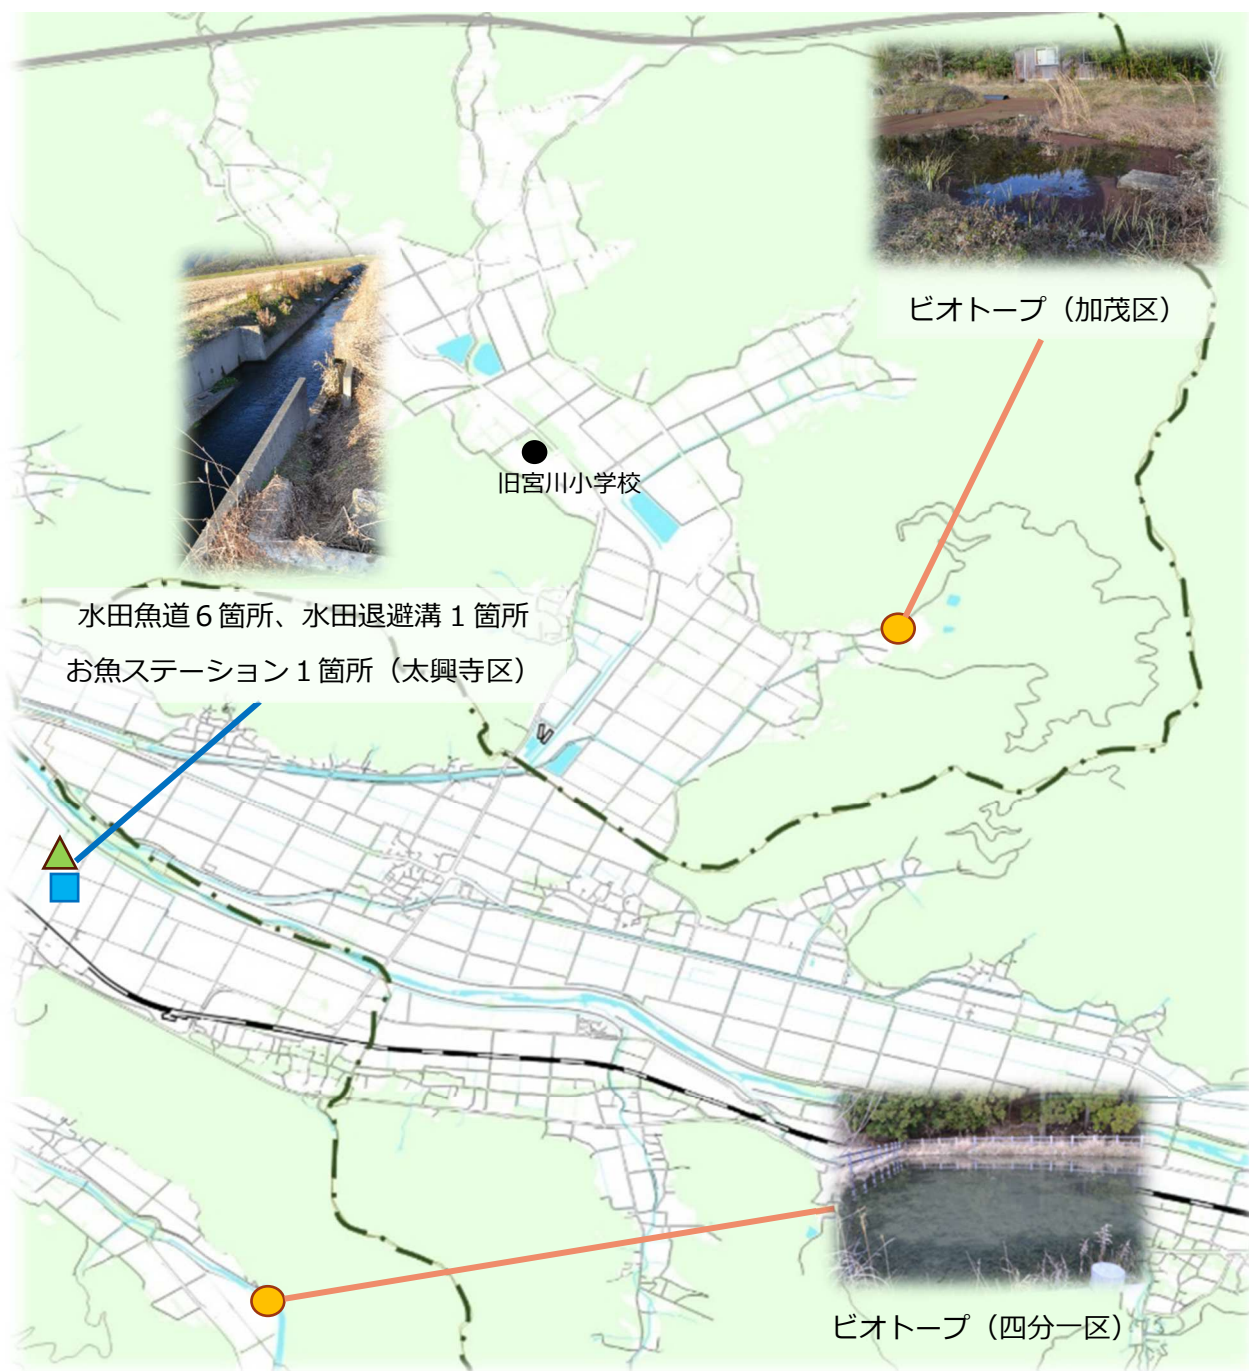 ビオトープ（加茂区）
旧宮川小学校
水田魚道６箇所、水田退避溝１箇所
お魚ステーション１箇所（太興寺区）
ビオトープ（四分一区）